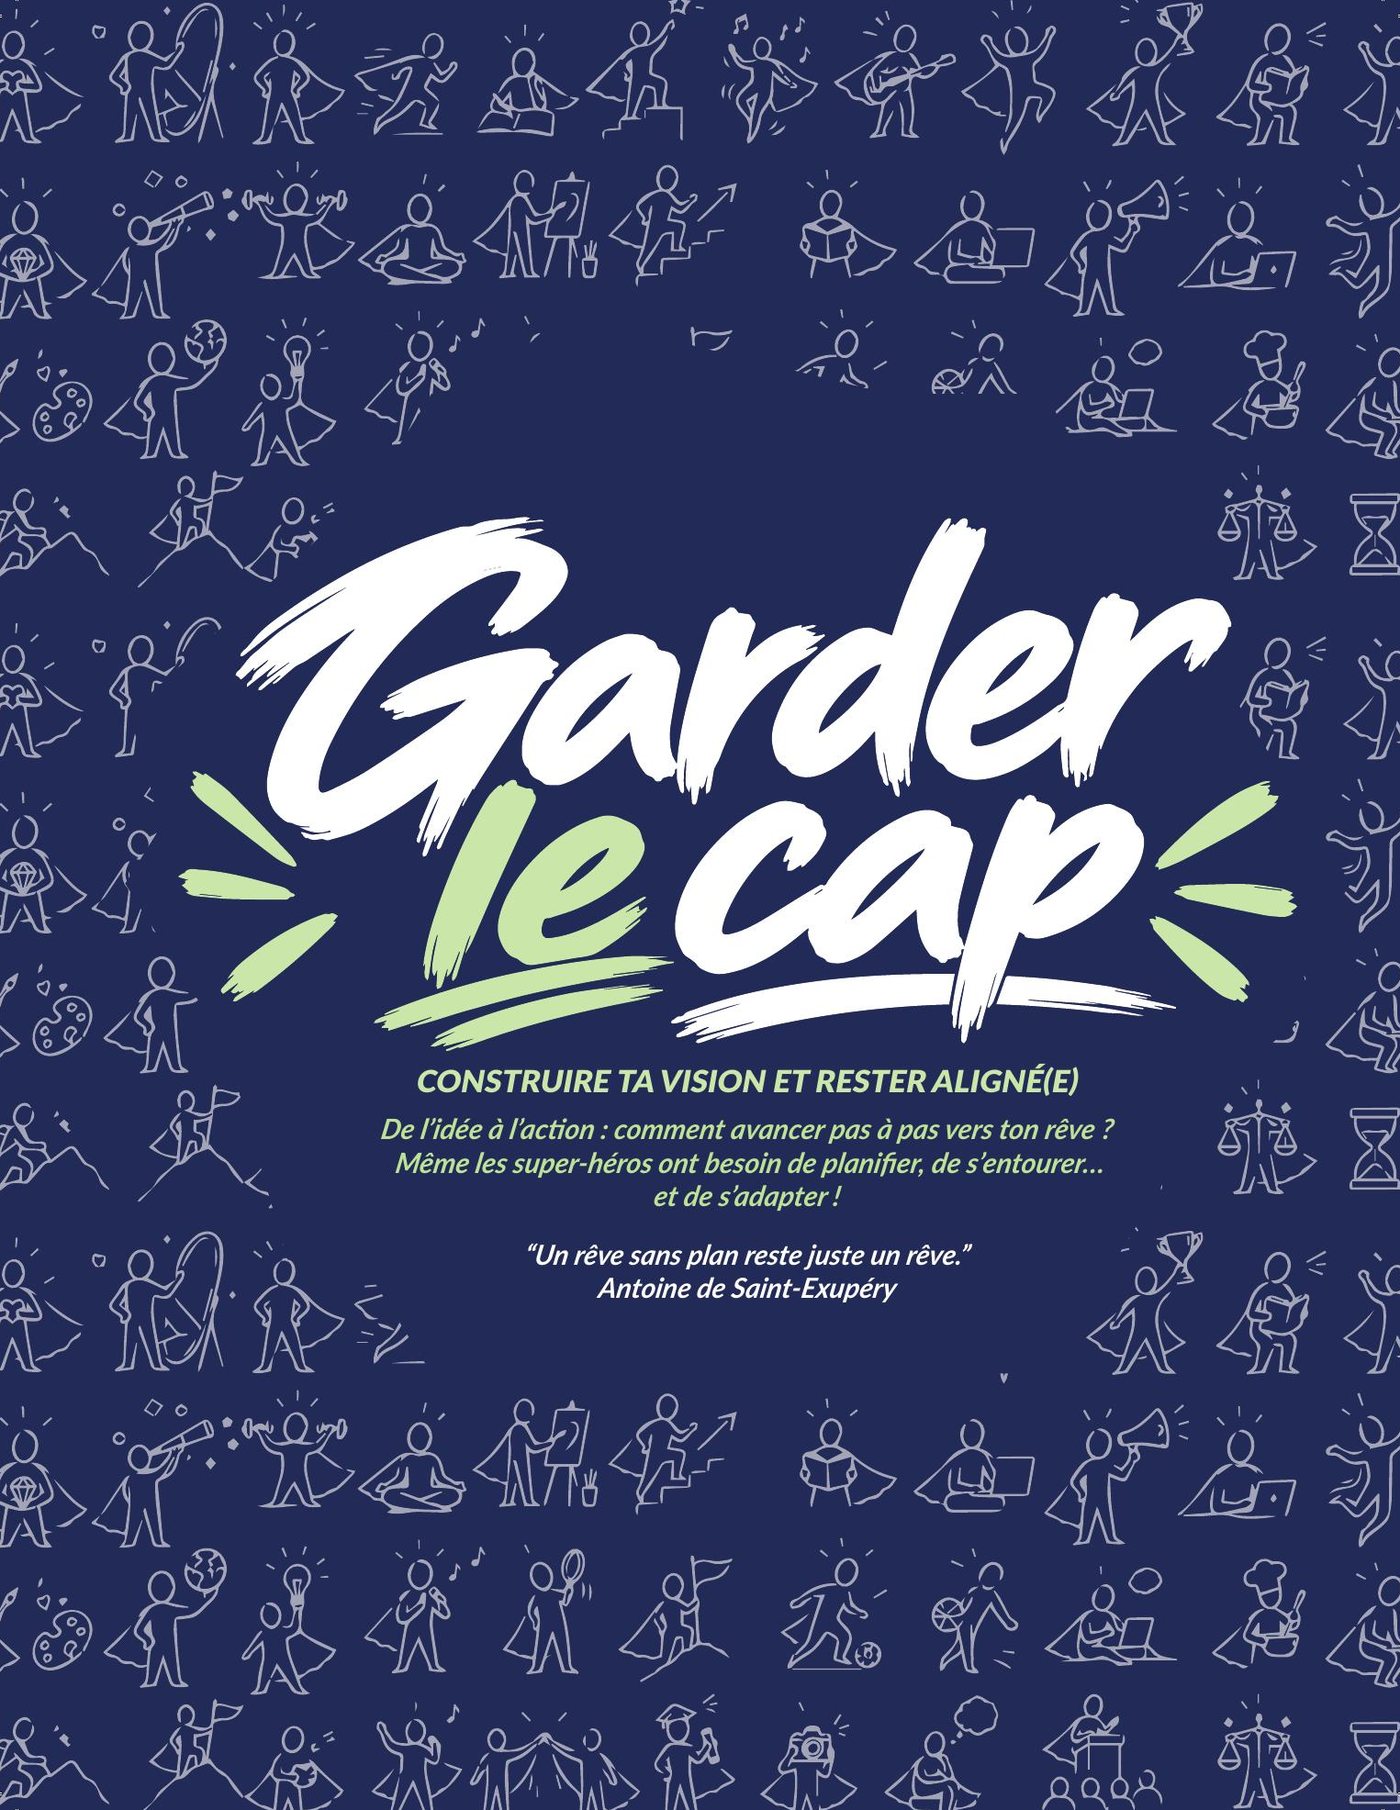 Garder
le cap
CONSTRUIRE TA VISION ET RESTER ALIGNÉ(E)
De l’idée à l’action : comment avancer pas à pas vers ton rêve ?
Même les super-héros ont besoin de planifier, de s’entourer…
et de s’adapter !
“Un rêve sans plan reste juste un rêve.”
Antoine de Saint-Exupéry